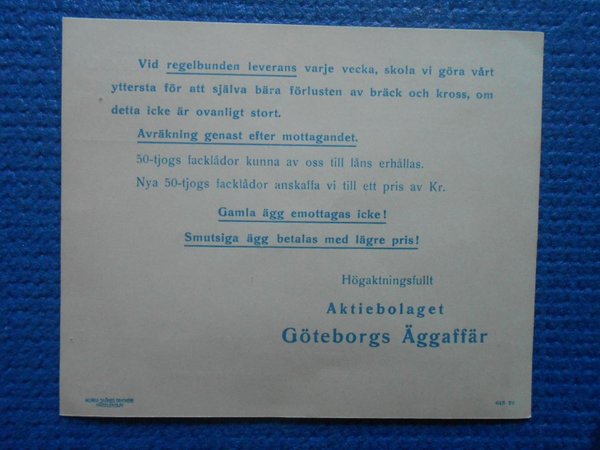 Vid regelbunden leverans varje vecka, skola vi göra vårt
yttersta för att själva bära förlusten av bräck och kross, om
detta icke är ovanligt stort.
Avräkning genast efter mottagandet.
50-tjogs facklådor kunna av oss till låns erhållas.
Nya 50-tjogs facklådor anskaffa vi till ett pris av Kr.
Gamla ägg emottagas icke!
Smutsiga ägg betalas med lägre pris!
Högaktningsfullt
Aktiebolaget
Göteborgs Äggaffär